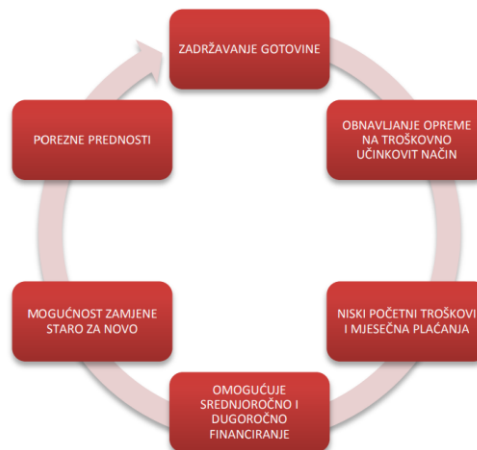 ZADRŽAVANJE GOTOVINE
OBNAVLJANJE OPREME
NA TROŠKOVNO
UČINKOVIT NAČIN
NISKI POČETNI TROŠKOVI
I MJESEČNA PLAĆANJA
OMOGUĆUJE
SREDNJOROČNO I
DUGOROČNO
FINANCIRANJE
MOGUĆNOST ZAMJENE
STARO ZA NOVO
POREZNE PREDNOSTI